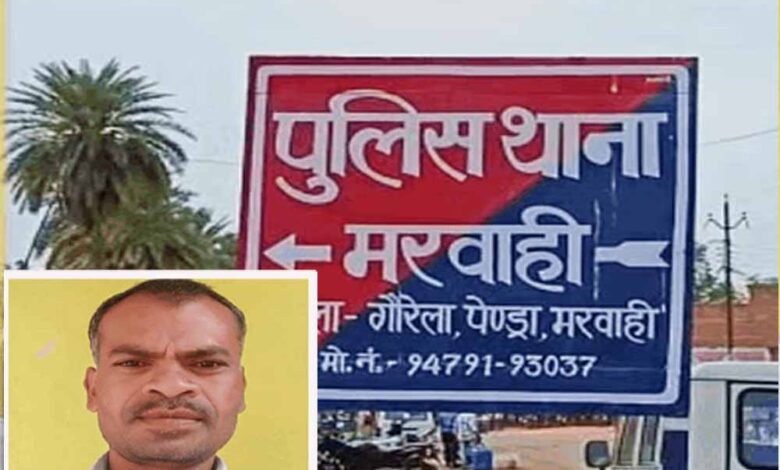 पुलिस थाना
मरवाही
ला- गौरेला, पेण्ड्रा, मरवाही
मो. नं.- 94791-93037